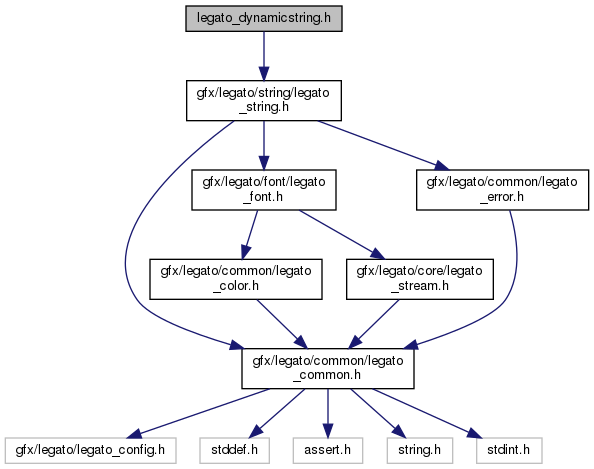 legato_dynamicstring.h
gfx/legato/string/legato
_string.h
gfx/legato/font/legato
_font.h
gfx/legato/common/legato
_error.h
gfx/legato/common/legato
_color.h
gfx/legato/core/legato
_stream.h
gfx/legato/common/legato
_common.h
gfx/legato/legato_config.h
stddef.h
assert.h
string.h
stdint.h